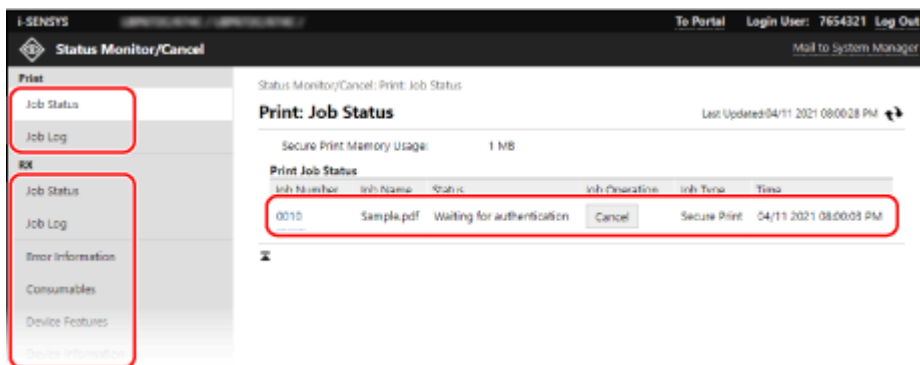 i-SENSYS
To Portal Login User: 7654321 Log Out
Status Monitor/Cancel
Mail to System Manager
Print
Job Status
Job Log
RX
Job Status
Job Log
Error Information
Consumables
Device Features
Device Information
Status Monitor/Cancel: Print: Job Status
Print: Job Status
Last Updated:04/11 2021 08:00:28 PM
Secure Print Memory Usage: 1 MB
Print Job Status
Job Number Job Name Status Job Operation Job Type Time
0010 Sample.pdf Waiting for authentication Cancel Secure Print 04/11 2021 08:00:03 PM